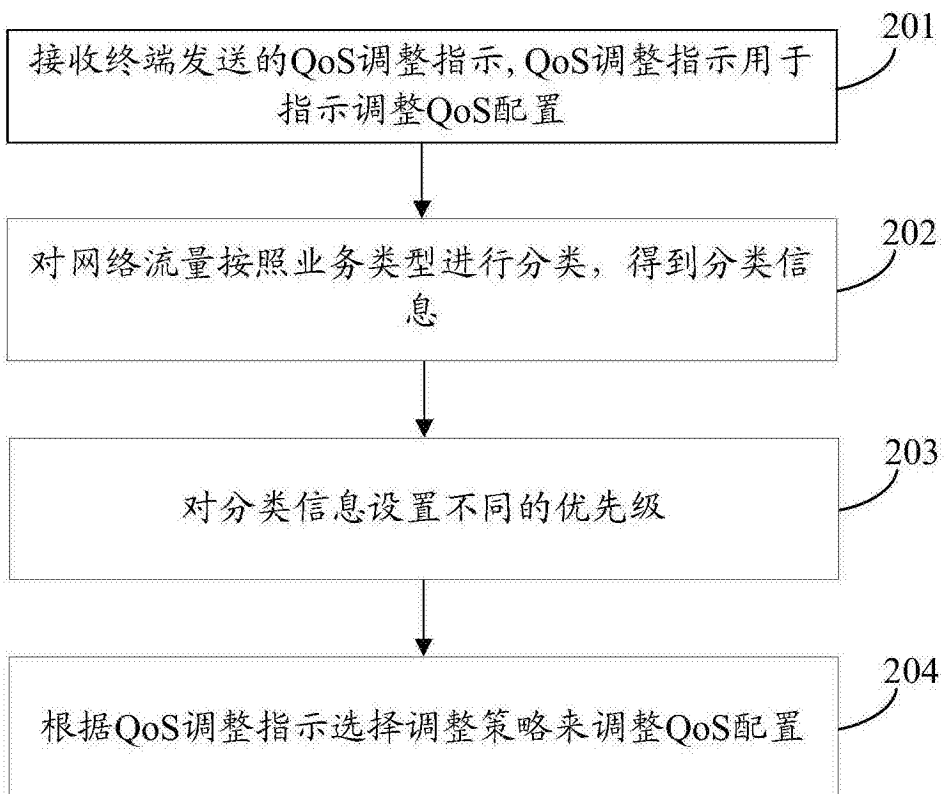 201
接收终端发送的QoS调整指示, QoS调整指示用于
指示调整QoS配置
202
对网络流量按照业务类型进行分类，得到分类信
息
203
对分类信息设置不同的优先级
204
根据QoS调整指示选择调整策略来调整QoS配置